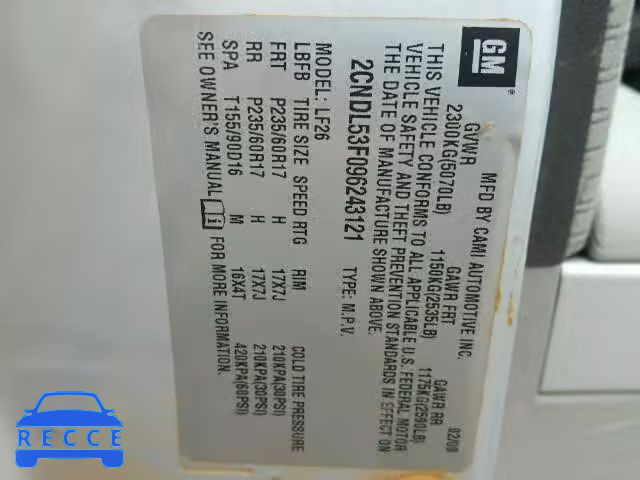 GM
MFD BY CAMI AUTOMOTIVE INC. 02/09
GVWR GAWR FRT GAWR RR
2300KG(5070LB) 1150KG(2535LB) 1175KG(2590LB)
THIS VEHICLE CONFORMS TO ALL APPLICABLE U.S. FEDERAL MOTOR
VEHICLE SAFETY AND THEFT PREVENTION STANDARDS IN EFFECT ON
THE DATE OF MANUFACTURE SHOWN ABOVE.
2CNDL53F096243121 TYPE: M.P.V.
MODEL: LF26
LBFB TIRE SIZE SPEED RTG RIM COLD TIRE PRESSURE
FRT P235/60R17 H 17X7J 210KPA(30PSI)
RR P235/60R17 H 17X7J 210KPA(30PSI)
SPA T155/90D16 M 16X4T 420KPA(60PSI)
SEE OWNER'S MANUAL FOR MORE INFORMATION
RECCE